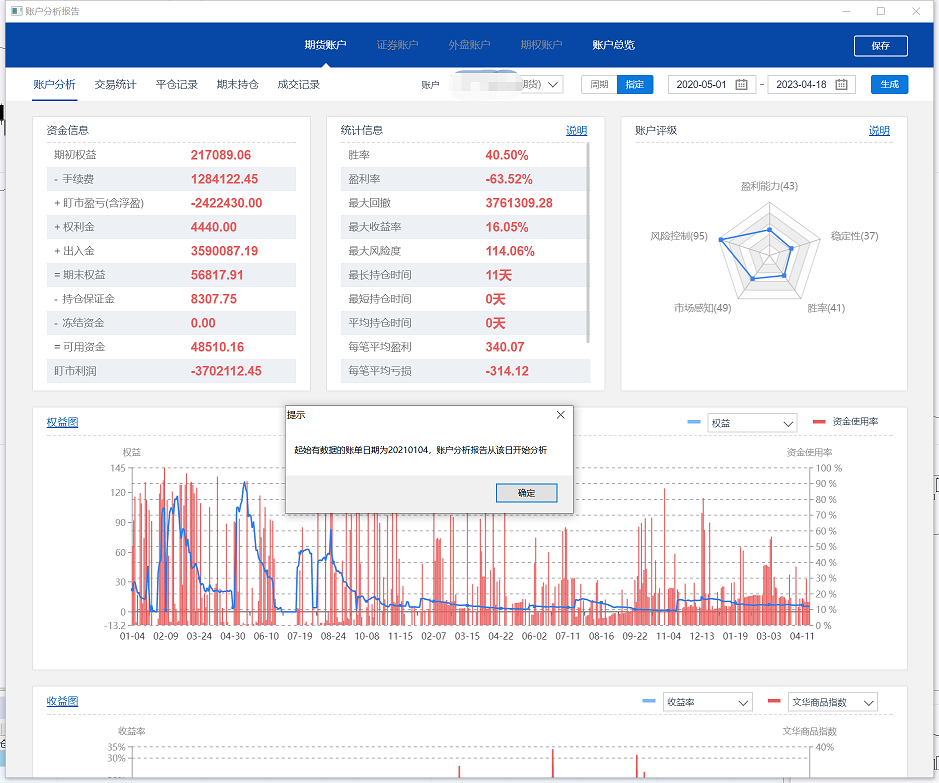 账户分析报告
期货账户 证券账户 外盘账户 期权账户 账户总览 保存
账户分析 交易统计 平仓记录 期末持仓 成交记录 账户 期货) 周期 指定 2020-05-01 - 2023-04-18 生成
资金信息
期初权益 217089.06
- 手续费 1284122.45
+ 盯市盈亏(含浮盈) -2422430.00
+ 权利金 4440.00
+ 出入金 3590087.19
= 期末权益 56817.91
- 持仓保证金 8307.75
- 冻结资金 0.00
= 可用资金 48510.16
盯市利润 -3702112.45
统计信息 说明
胜率 40.50%
盈利率 -63.52%
最大回撤 3761309.28
最大收益率 16.05%
最大风险度 114.06%
最长持仓时间 11天
最短持仓时间 0天
平均持仓时间 0天
每笔平均盈利 340.07
每笔平均亏损 -314.12
账户评级 说明
盈利能力(43)
风险控制(95) 稳定性(37)
市场感知(49) 胜率(41)
提示
起始有数据的账单日期为20210104，账户分析报告从该日开始分析
确定
权益图 权益 资金使用率
权益 资金使用率
145 100 %
120 90 %
80 %
90 70 %
60 %
60 50 %
40 %
30 30 %
20 %
0 10 %
-13.2 0 %
01-04 02-09 03-24 04-30 06-10 07-19 08-24 10-08 11-15 02-07 03-15 04-22 06-02 07-11 08-16 09-22 11-04 12-13 01-19 03-03 04-11
收益图 收益率 文华商品指数
收益率 文华商品指数
35% 40%
30%